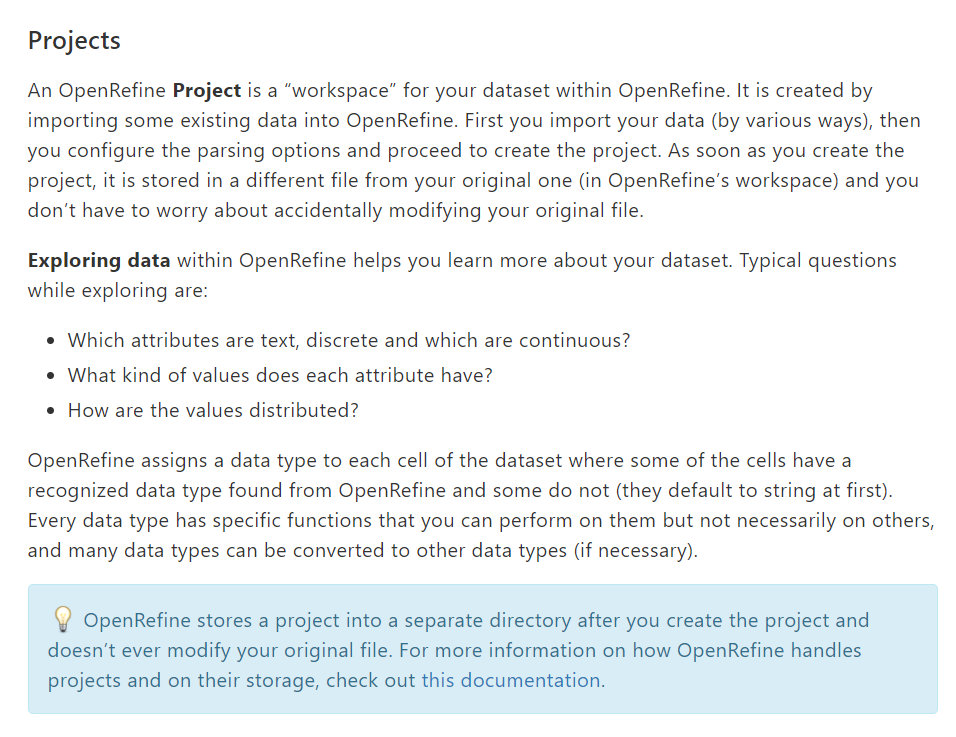 Projects
An OpenRefine Project is a “workspace” for your dataset within OpenRefine. It is created by
importing some existing data into OpenRefine. First you import your data (by various ways), then
you configure the parsing options and proceed to create the project. As soon as you create the
project, it is stored in a different file from your original one (in OpenRefine’s workspace) and you
don’t have to worry about accidentally modifying your original file.
Exploring data within OpenRefine helps you learn more about your dataset. Typical questions
while exploring are:
• Which attributes are text, discrete and which are continuous?
• What kind of values does each attribute have?
• How are the values distributed?
OpenRefine assigns a data type to each cell of the dataset where some of the cells have a
recognized data type found from OpenRefine and some do not (they default to string at first).
Every data type has specific functions that you can perform on them but not necessarily on others,
and many data types can be converted to other data types (if necessary).
💡 OpenRefine stores a project into a separate directory after you create the project and
doesn’t ever modify your original file. For more information on how OpenRefine handles
projects and on their storage, check out this documentation.